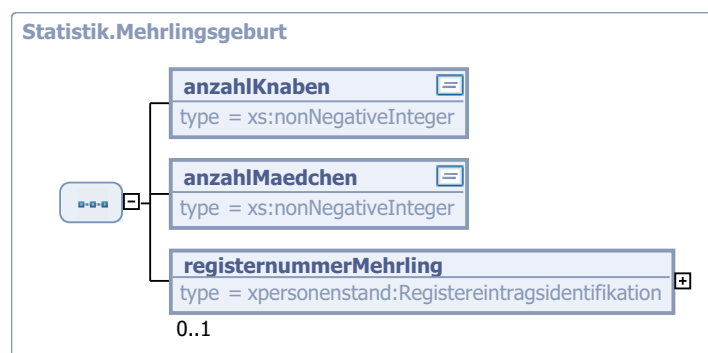 Statistik.Mehrlingsgeburt
anzahlKnaben
type = xs:nonNegativeInteger
anzahlMaedchen
type = xs:nonNegativeInteger
registernummerMehrling
type = xpersonenstand:Registereintragsidentifikation
0..1